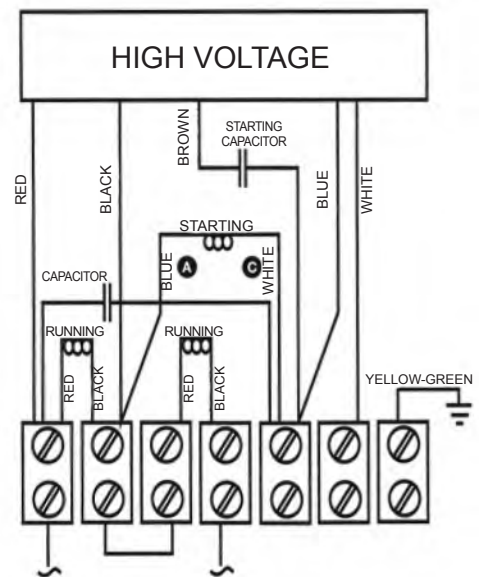 HIGH VOLTAGE
RED
BLACK
BROWN
STARTING
CAPACITOR
BLUE
WHITE
STARTING
BLUE
A
C
WHITE
CAPACITOR
RUNNING
RED
BLACK
RUNNING
RED
BLACK
YELLOW-GREEN